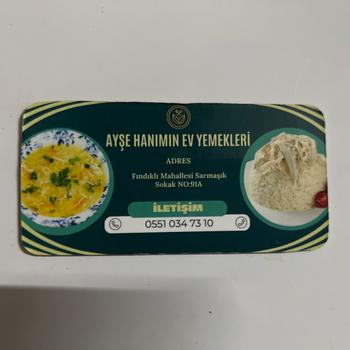 AYŞE HANIMIN EV YEMEKLERİ
ADRES
Fındıklı Mahallesi Sarmaşık
Sokak NO:91A
İLETİŞİM
0551 034 73 10